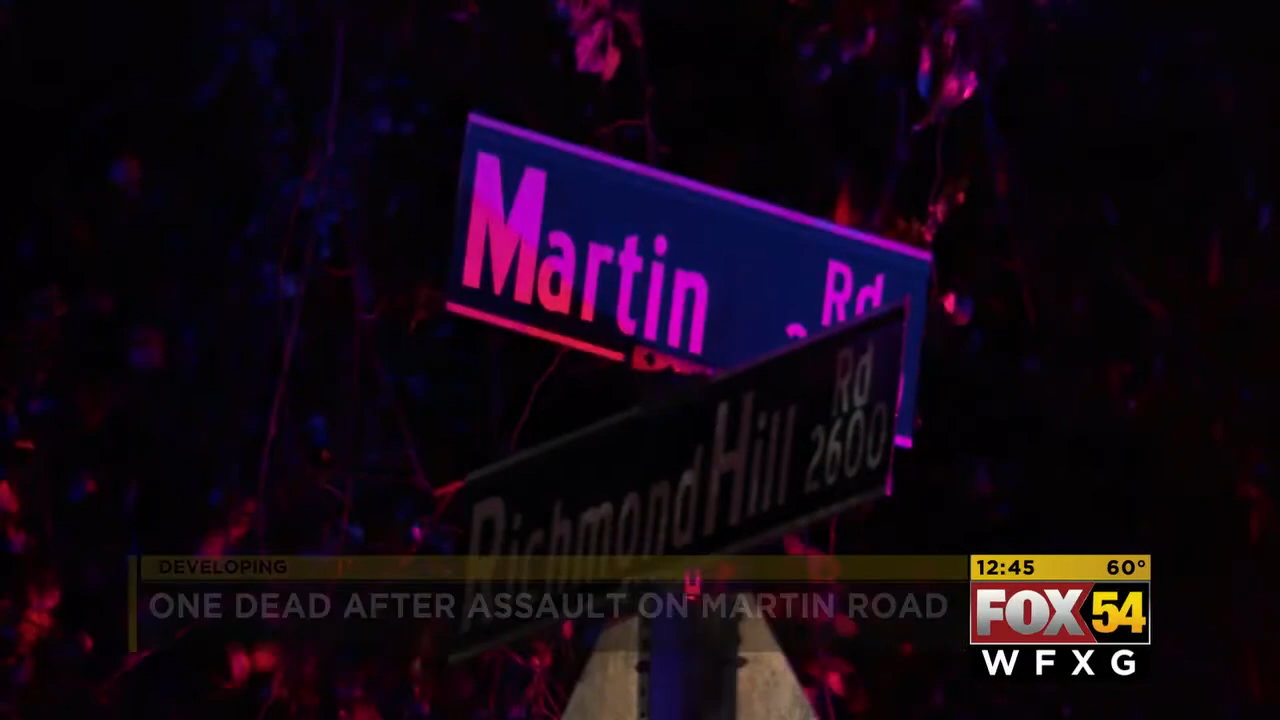 Martin Rd
Richmond Hill Rd
2600
DEVELOPING
ONE DEAD AFTER ASSAULT ON MARTIN ROAD
12:45 60°
FOX 54
WFXG